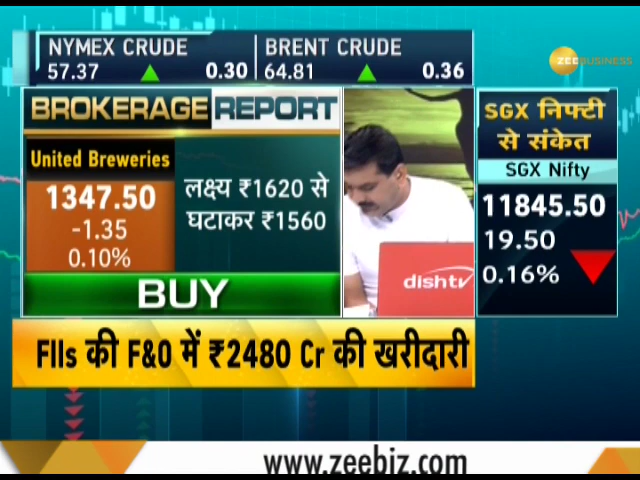 NYMEX CRUDE
57.37 0.30
BRENT CRUDE
64.81 0.36
ZEE BUSINESS
BROKERAGE REPORT
United Breweries
1347.50
-1.35
0.10%
लक्ष्य ₹1620 से
घटाकर ₹1560
BUY
dishtv
SGX निफ्टी
से संकेत
SGX Nifty
11845.50
19.50
0.16%
FIIs की F&O में ₹2480 Cr की खरीदारी
www.zeebiz.com